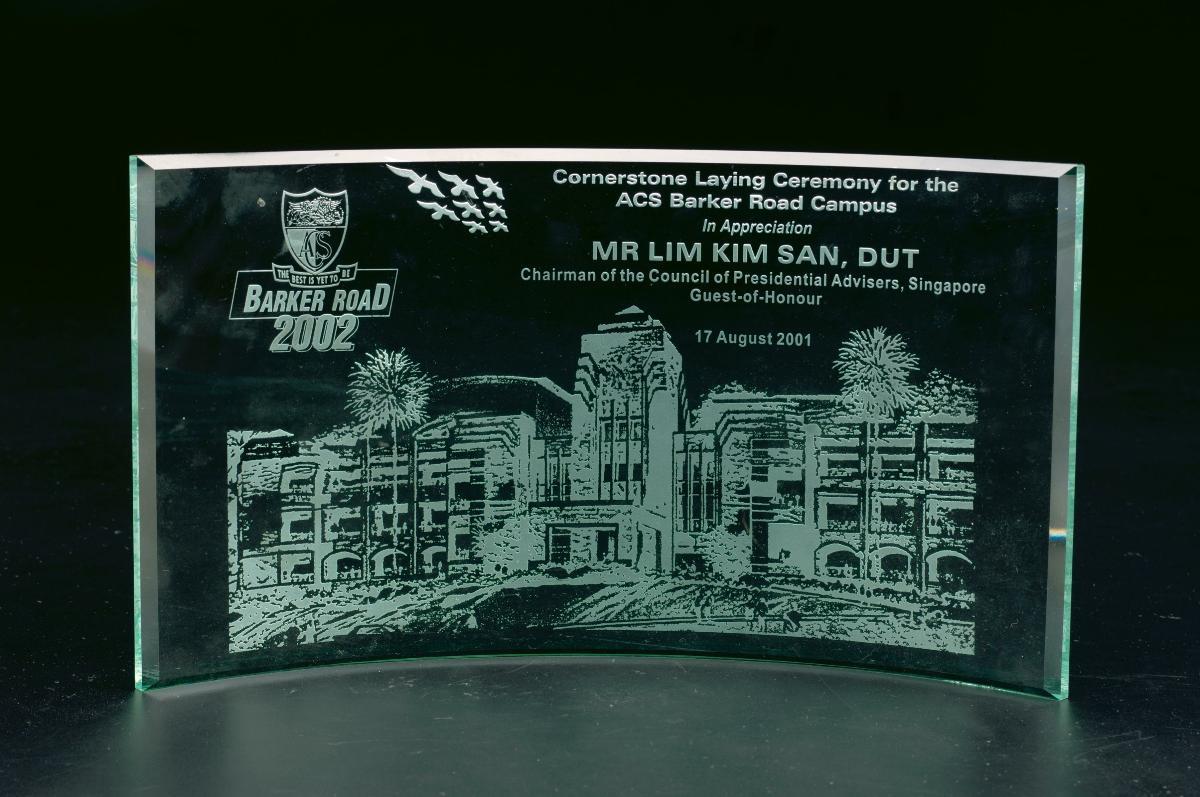 Cornerstone Laying Ceremony for the
ACS Barker Road Campus
In Appreciation
MR LIM KIM SAN, DUT
Chairman of the Council of Presidential Advisers, Singapore
Guest-of-Honour
17 August 2001
ACS
THE BEST IS YET TO BE
BARKER ROAD
2002